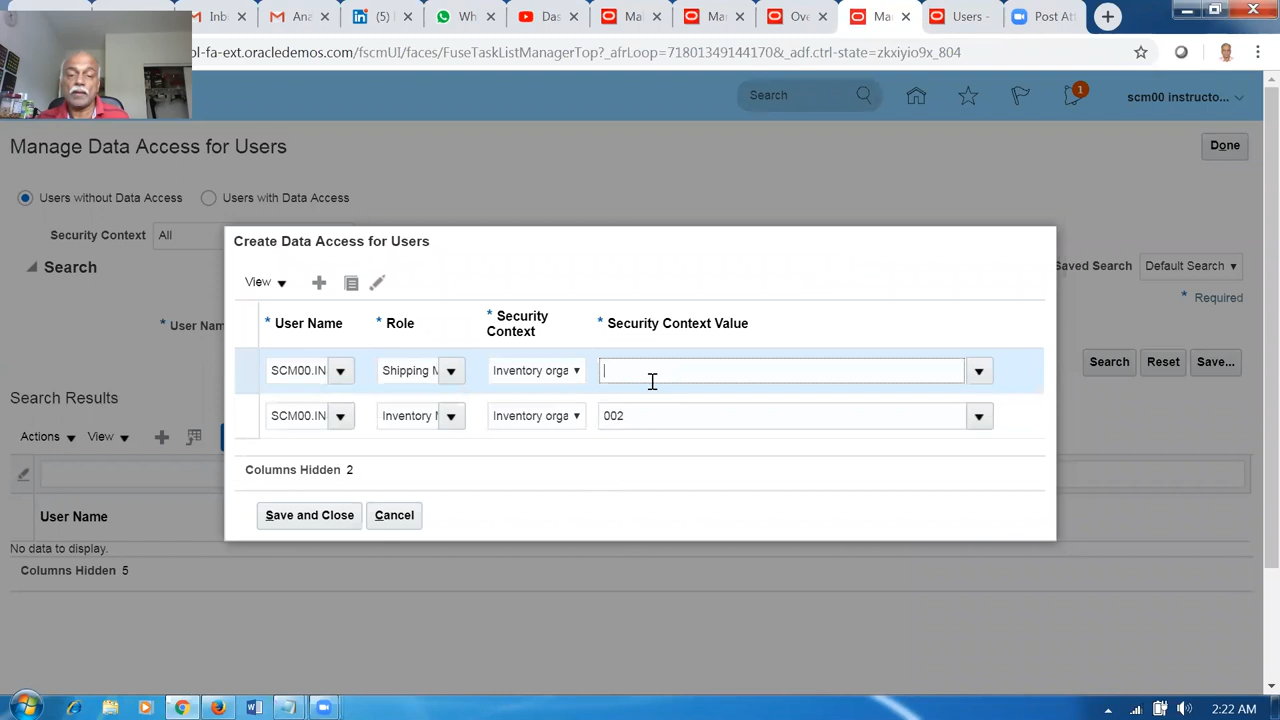 Inb
Ana
(5)
Wh
Da
Ma
Ma
Ove
Ma
Users
Post Att
ol-fa-ext.oracledemos.com/fscmUI/faces/FuseTaskListManagerTop?_afrLoop=71801349144170&_adf.ctrl-state=zkxiyio9x_804
Search
1
scm00 instructo...
Manage Data Access for Users
Done
Users without Data Access
Users with Data Access
Security Context All
Search
Saved Search Default Search
* Required
* User Nam
Search Reset Save...
Create Data Access for Users
View
* User Name * Role * Security Context * Security Context Value
SCM00.IN Shipping M Inventory orga
SCM00.IN Inventory M Inventory orga 002
Columns Hidden 2
Save and Close Cancel
Search Results
Actions View
User Name
No data to display.
Columns Hidden 5
2:22 AM